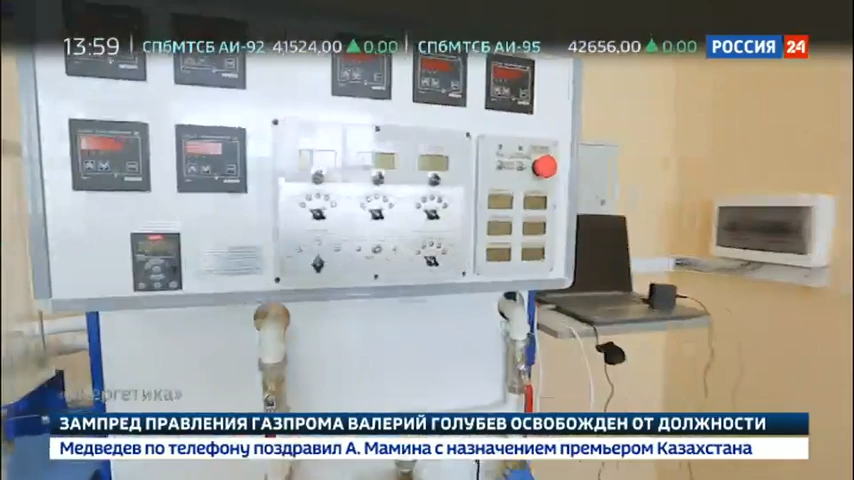 13:59 СПбМТСБ АИ-92 41524,00 ▲0,00 СПбМТСБ АИ-95 42656,00 ▲0,00 РОССИЯ 24
«Энергетика»
ЗАМПРЕД ПРАВЛЕНИЯ ГАЗПРОМА ВАЛЕРИЙ ГОЛУБЕВ ОСВОБОЖДЕН ОТ ДОЛЖНОСТИ
Медведев по телефону поздравил А. Мамина с назначением премьером Казахстана